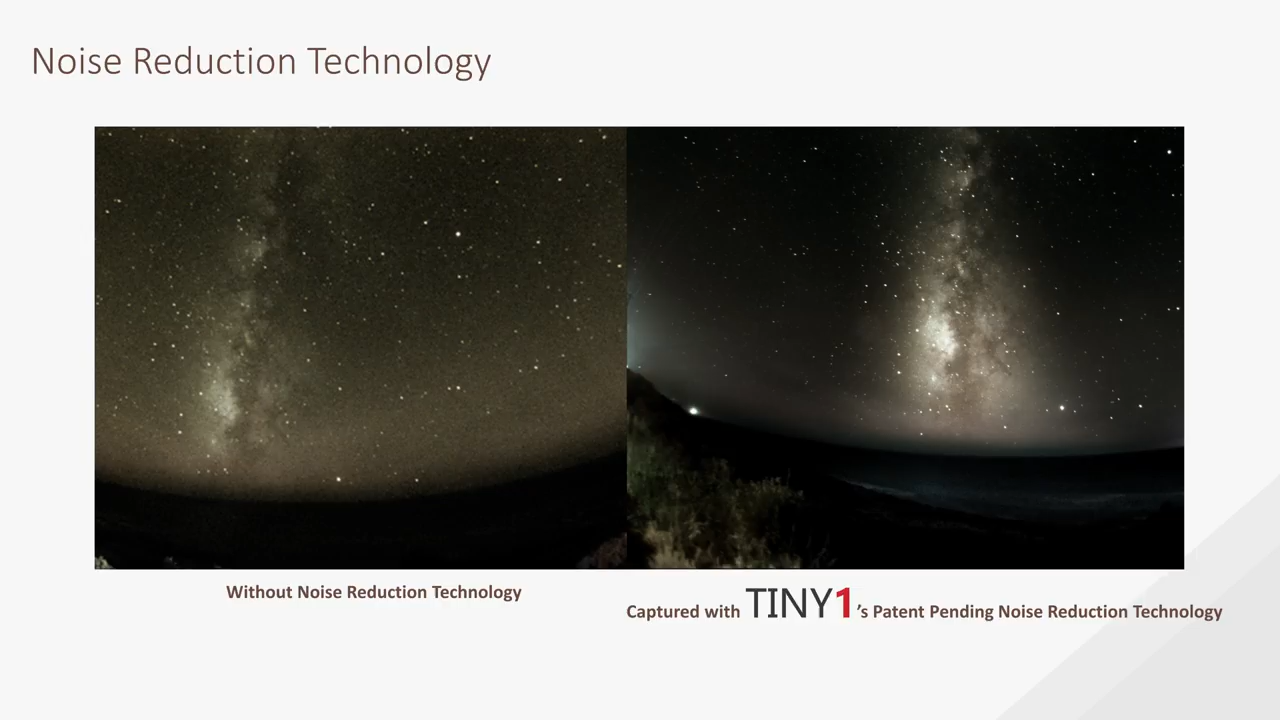 Noise Reduction Technology
Without Noise Reduction Technology
Captured with TINY1's Patent Pending Noise Reduction Technology